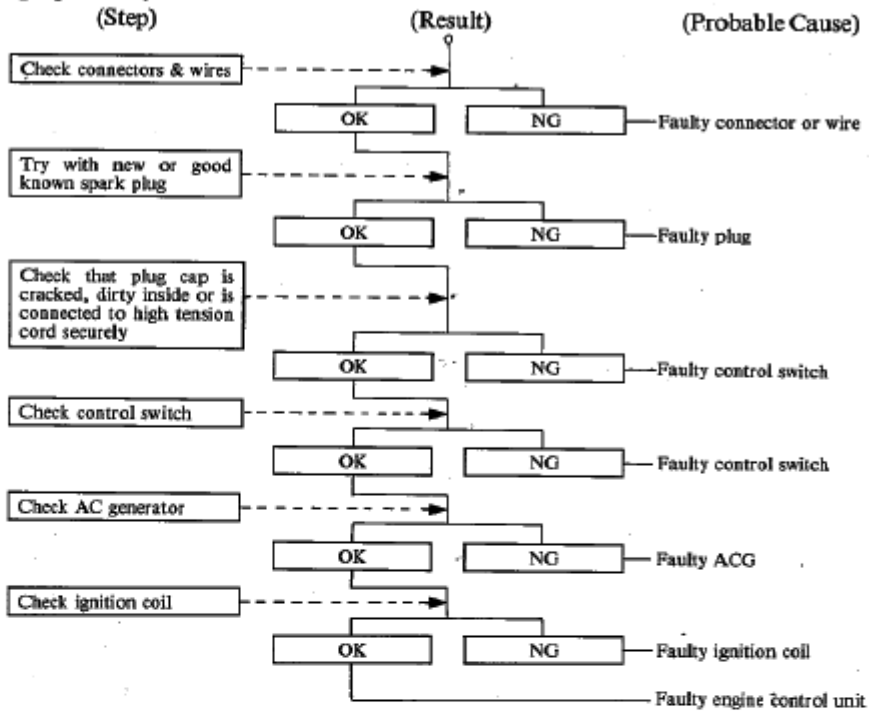 (Step) (Result) (Probable Cause)
Check connectors & wires
OK NG Faulty connector or wire
Try with new or good
known spark plug
OK NG Faulty plug
Check that plug cap is
cracked, dirty inside or is
connected to high tension
cord securely
OK NG Faulty control switch
Check control switch
OK NG Faulty control switch
Check AC generator
OK NG Faulty ACG
Check ignition coil
OK NG Faulty ignition coil
Faulty engine control unit